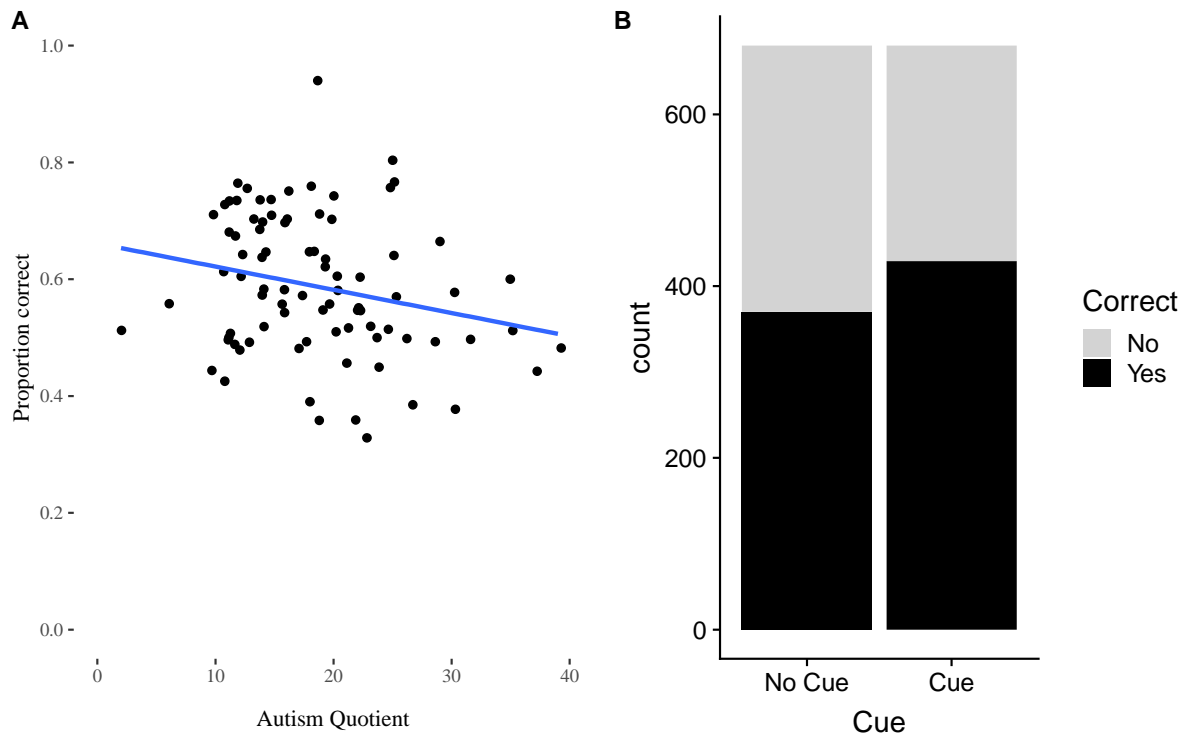 A
1.0
0.8
0.6
0.4
0.2
0.0
Proportion correct
0 10 20 30 40
Autism Quotient
B
600
400
200
0
count
No Cue Cue
Cue
Correct
No
Yes